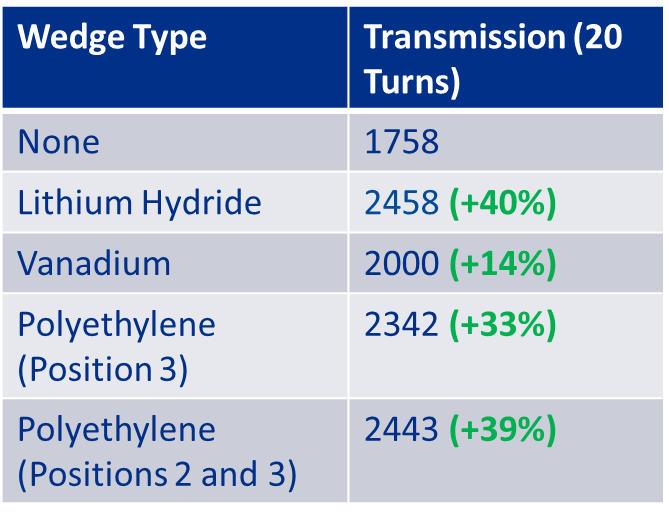 Wedge Type
Transmission (20
Turns)
None
1758
Lithium Hydride
2458 (+40%)
Vanadium
2000 (+14%)
Polyethylene
(Position 3)
2342 (+33%)
Polyethylene
(Positions 2 and 3)
2443 (+39%)